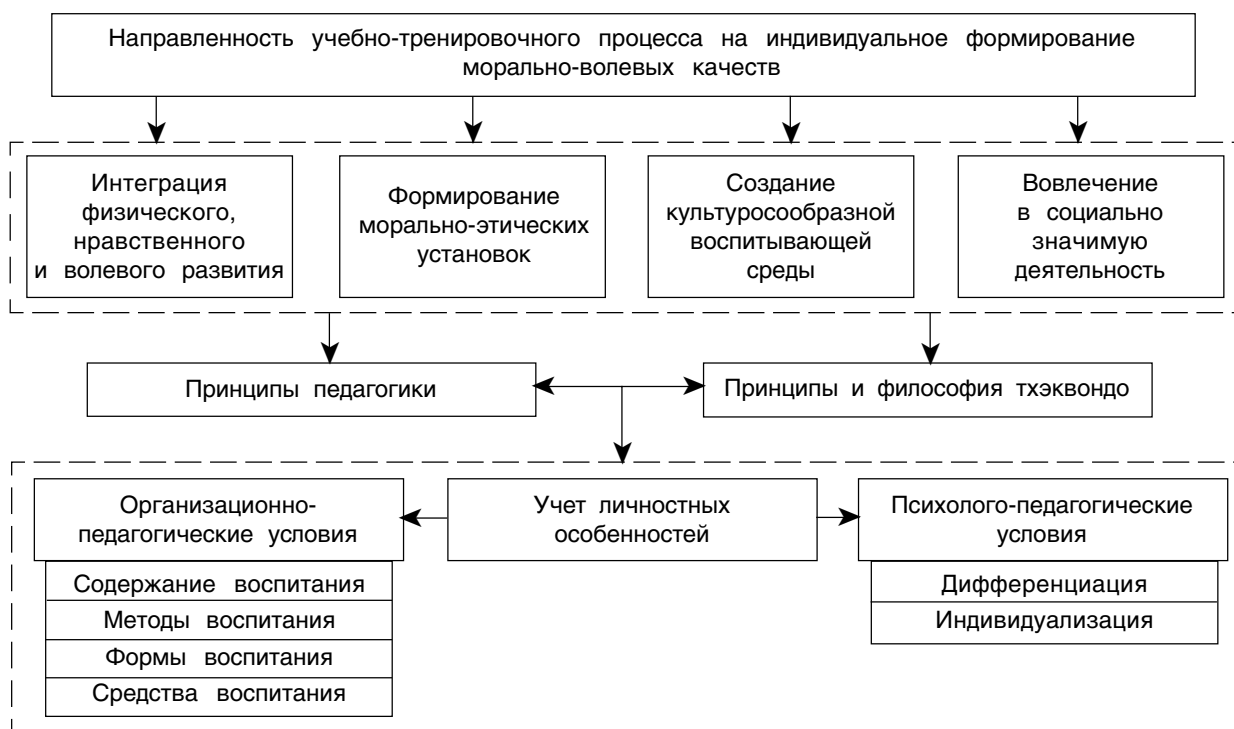 Направленность учебно-тренировочного процесса на индивидуальное формирование
морально-волевых качеств
Интеграция
физического,
нравственного
и волевого развития
Формирование
морально-этических
установок
Создание
культуросообразной
воспитывающей
среды
Вовлечение
в социально
значимую
деятельность
Принципы педагогики
Принципы и философия тхэквондо
Организационно-
педагогические условия
Содержание воспитания
Методы воспитания
Формы воспитания
Средства воспитания
Учет личностных
особенностей
Психолого-педагогические
условия
Дифференциация
Индивидуализация